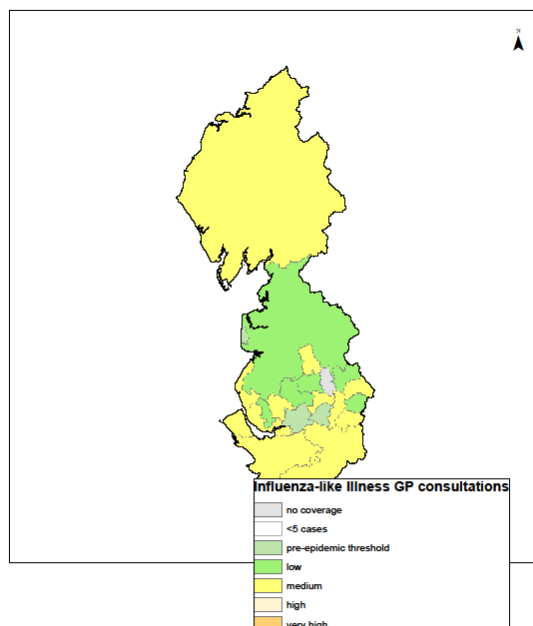 N
Influenza-like Illness GP consultations
no coverage
<5 cases
pre-epidemic threshold
low
medium
high
very high